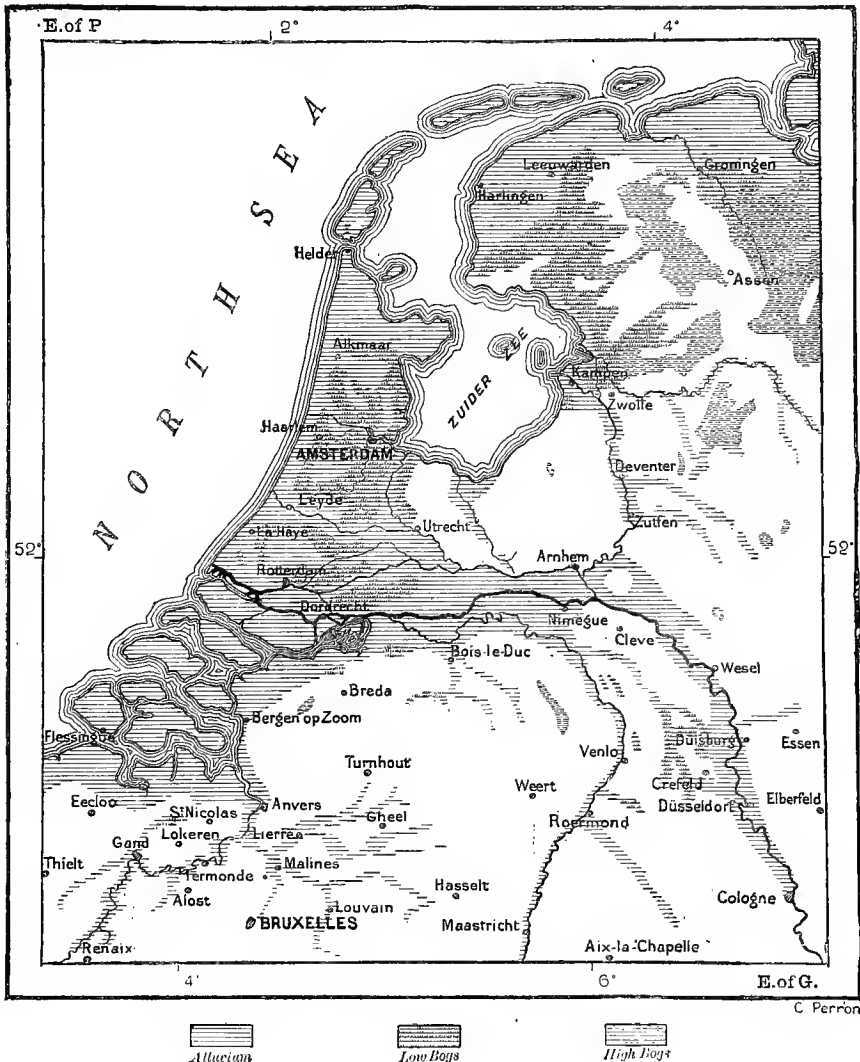 E. of P
2°
4°
NORTH SEA
Leeuwarden
Groningen
Harlingen
Assen
Helder
Alkmaar
ZUIDER ZEE
Kampen
Zwolle
Haarlem
AMSTERDAM
Deventer
Leyde
Utrecht
Zutfen
La Haye
52°
52°
Arnhem
Rotterdam
Dordrecht
Nimègue
Cleve
Bois-le-Duc
Wesel
Breda
Bergen op Zoom
Flessingue
Duisburg
Essen
Venlo
Turnhout
Weert
Crefeld
Düsseldorf
Elberfeld
Eecloo
St Nicolas
Anvers
Gheel
Roermond
Lokeren
Lierre
Gand
Thielt
Termonde
Malines
Alost
Hasselt
Cologne
Louvain
BRUXELLES
Maastricht
Renaix
Aix-la-Chapelle
4°
6°
E. of G.
C Perron
Alluvium
Low Bogs
High Bogs